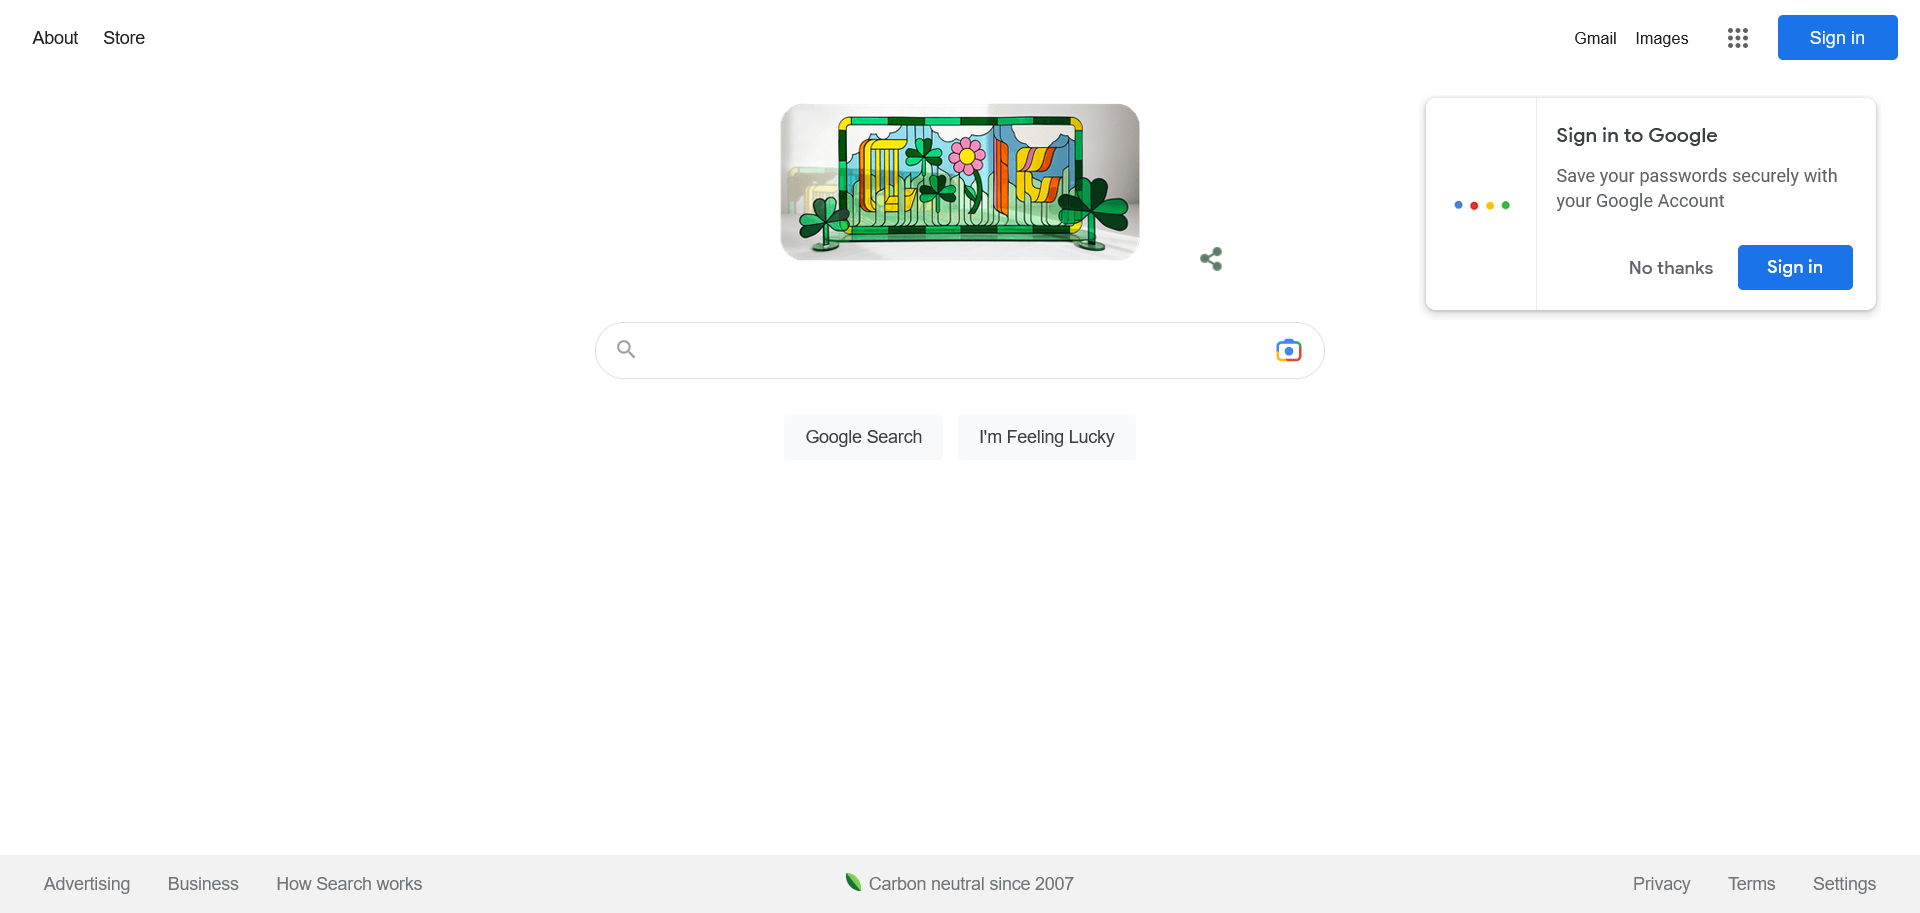 About Store
Gmail Images Sign in
Sign in to Google
Save your passwords securely with
your Google Account
No thanks Sign in
Google Search I'm Feeling Lucky
Advertising Business How Search works
Carbon neutral since 2007
Privacy Terms Settings